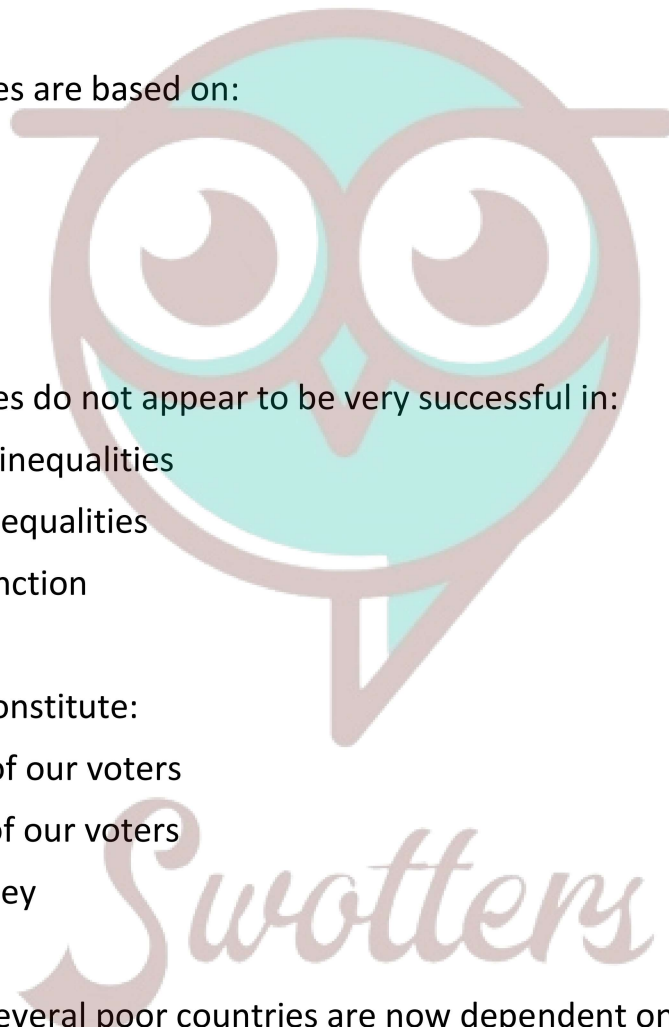 es are based on:
es do not appear to be very successful in:
inequalities
equalities
nction
onstitute:
of our voters
of our voters
ey
Swotters
everal poor countries are now dependent or